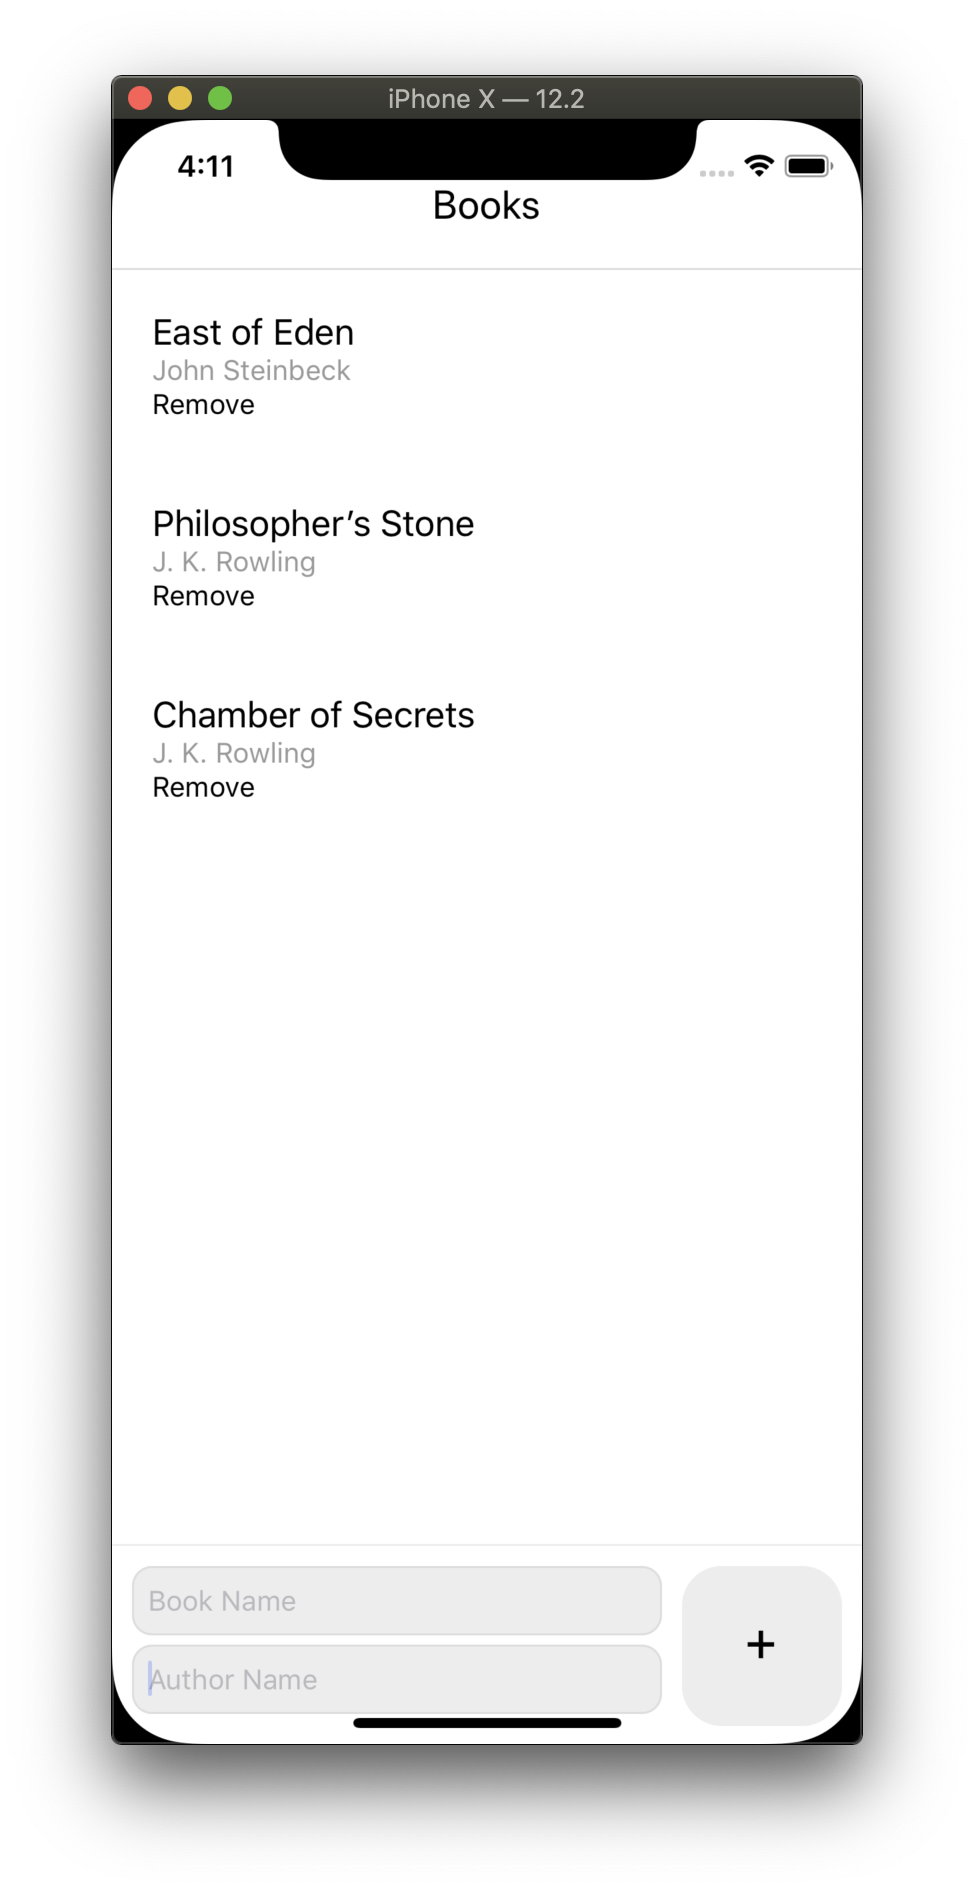 iPhone X — 12.2
4:11
Books
East of Eden
John Steinbeck
Remove
Philosopher’s Stone
J. K. Rowling
Remove
Chamber of Secrets
J. K. Rowling
Remove
Book Name
Author Name
+